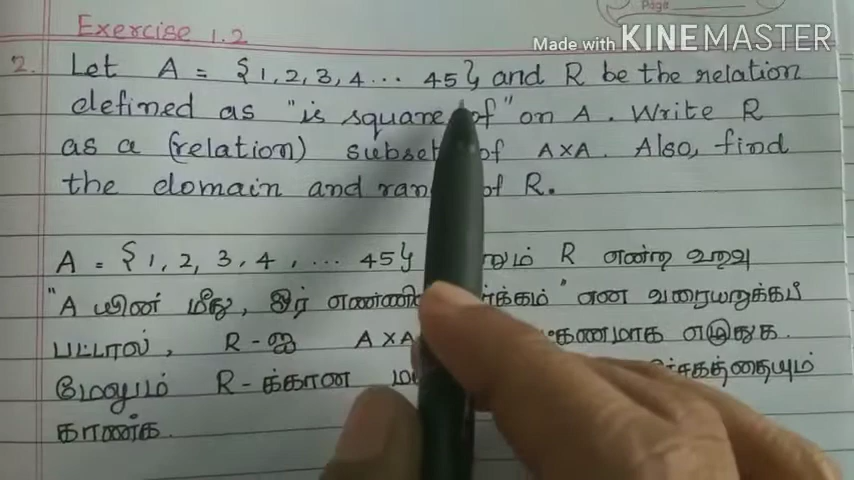 Page
Exercise 1.2
Made with KINEMASTER
2. Let A = {1, 2, 3, 4 ... 45} and R be the relation
defined as "is square of" on A. Write R
as a (relation) subset of A×A. Also, find
the domain and ran of R.
A = {1, 2, 3, 4, ... 45} R என்ற உறவு
"A யின் மீது, ஓர் என வரையறுக்கப்
பட்டால், R-ஐ A×A எழுதுக.
மேலும் R-க்கான
காண்க.